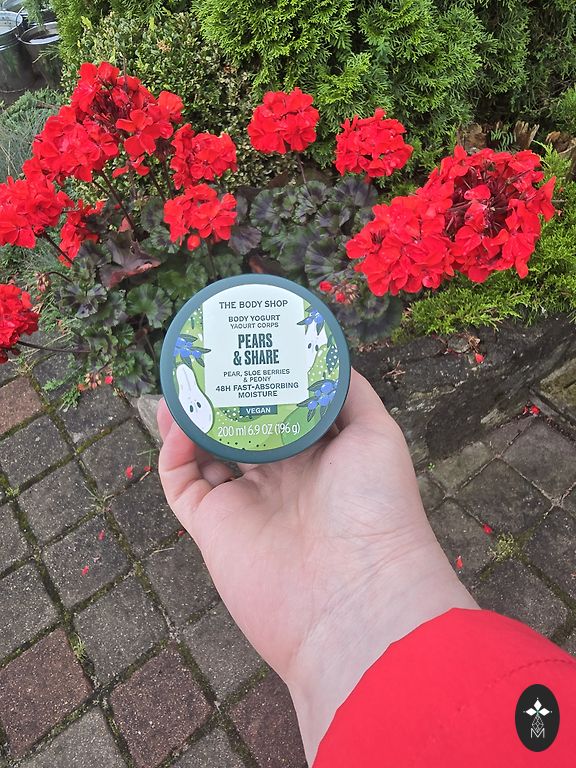 THE BODY SHOP
BODY YOGURT
YAOURT CORPS
PEARS
& SHARE
PEAR, SLOE BERRIES
& PEONY
48H FAST-ABSORBING
MOISTURE
VEGAN
200 ml 6.9 OZ (196 g)